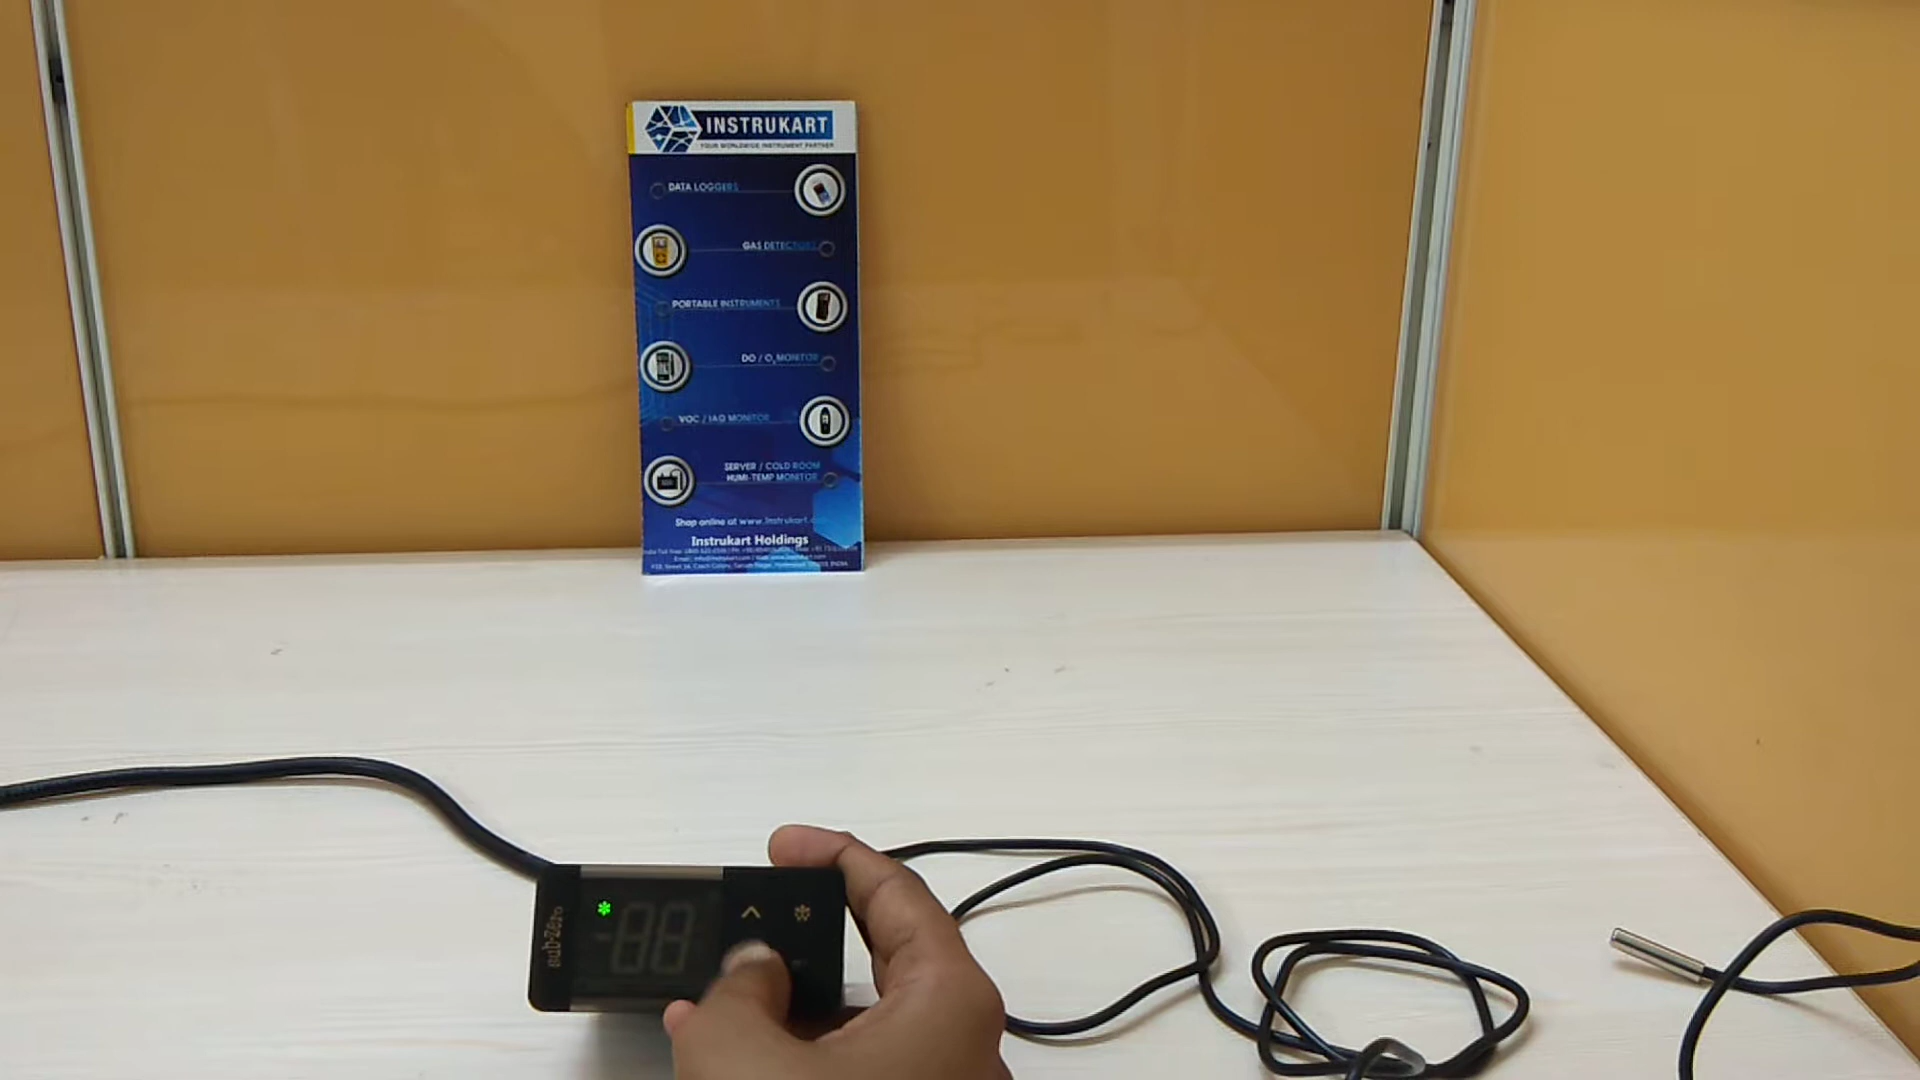 INSTRUKART
YOUR WORLDWIDE INSTRUMENT PARTNER
DATA LOGGERS
GAS DETECTORS
PORTABLE INSTRUMENTS
DO / O₂ MONITOR
VOC / IAQ MONITOR
SERVER / COLD ROOM
HUMI-TEMP MONITOR
Shop online at www.instrukart.
Instrukart Holdings
sub-Zero